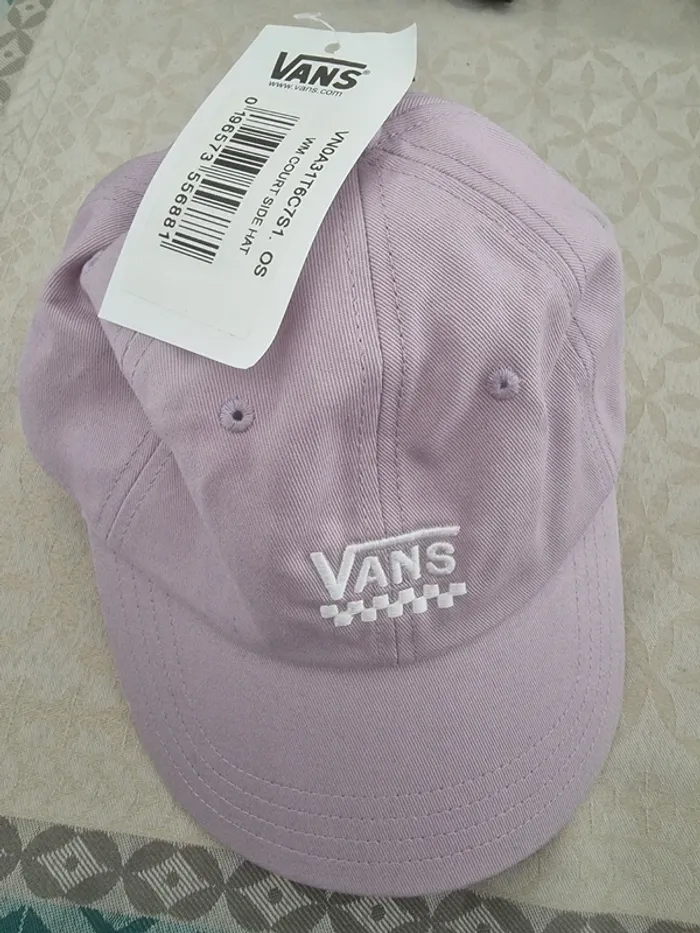 VANS®
www.vans.com
VN0A31T6C7S1. OS
WM COURT SIDE HAT
0 196573 556881
VANS